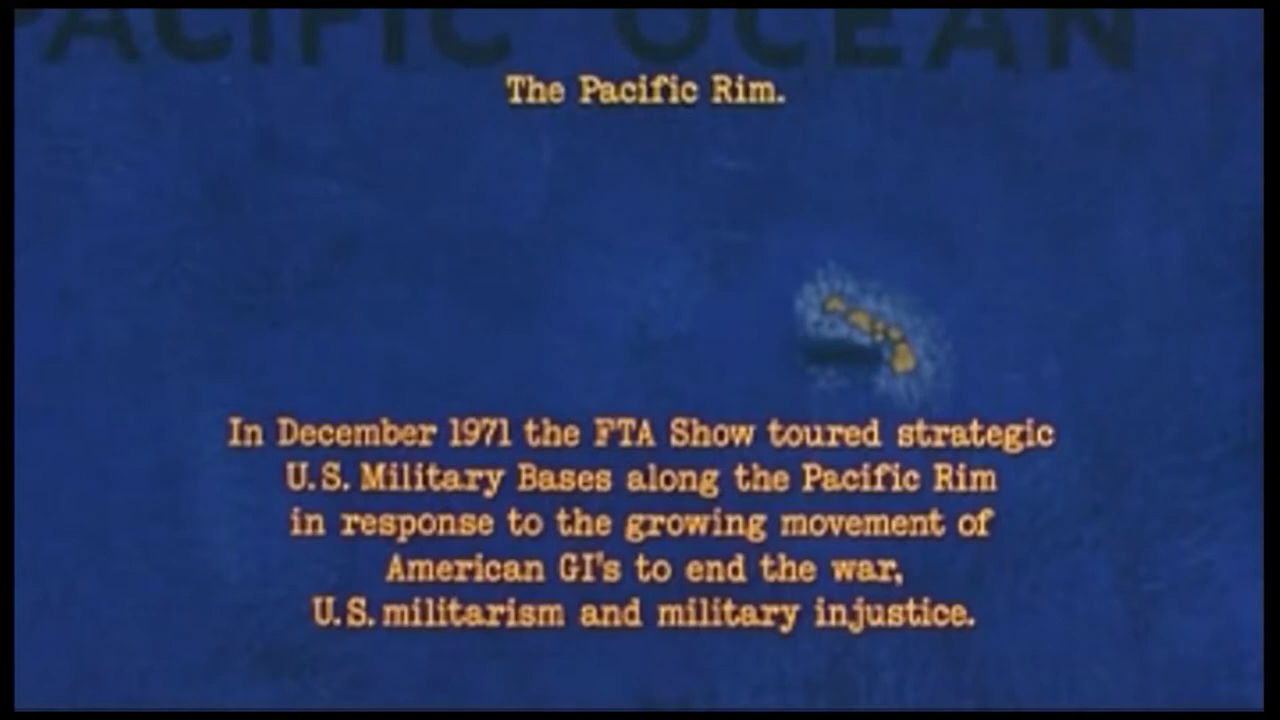 PACIFIC OCEAN
The Pacific Rim.
In December 1971 the FTA Show toured strategic
U.S. Military Bases along the Pacific Rim
in response to the growing movement of
American GI's to end the war,
U.S. militarism and military injustice.